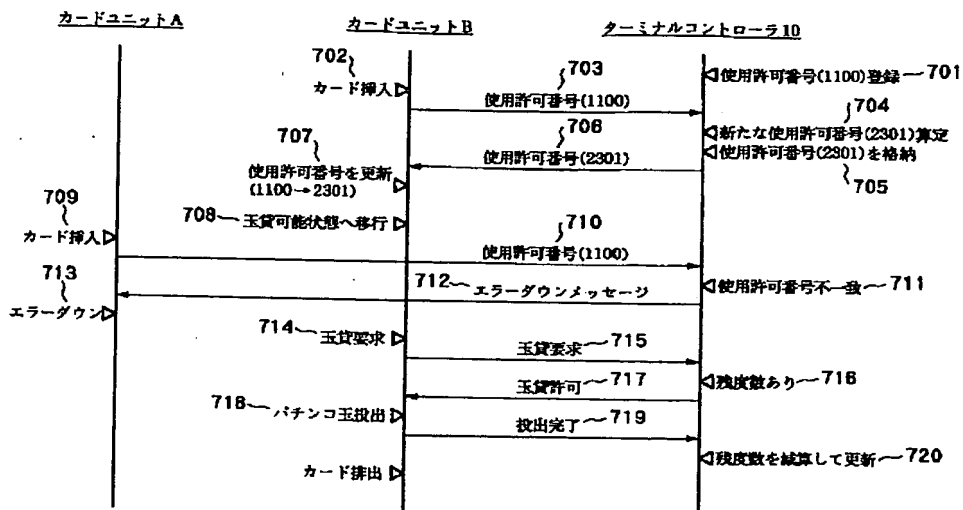 カードユニットA
カードユニットB
ターミナルコントローラ10
702
カード挿入
703
使用許可番号(1100)
使用許可番号(1100)登録
701
704
新たな使用許可番号(2301)算定
706
使用許可番号(2301)
使用許可番号(2301)を格納
705
707
使用許可番号を更新
(1100→2301)
708
玉貸可能状態へ移行
709
カード挿入
710
使用許可番号(1100)
使用許可番号不一致
711
712
エラーダウンメッセージ
713
エラーダウン
714
玉貸要求
玉貸要求
715
残度数あり
716
玉貸許可
717
718
パチンコ玉投出
投出完了
719
残度数を減算して更新
720
カード排出